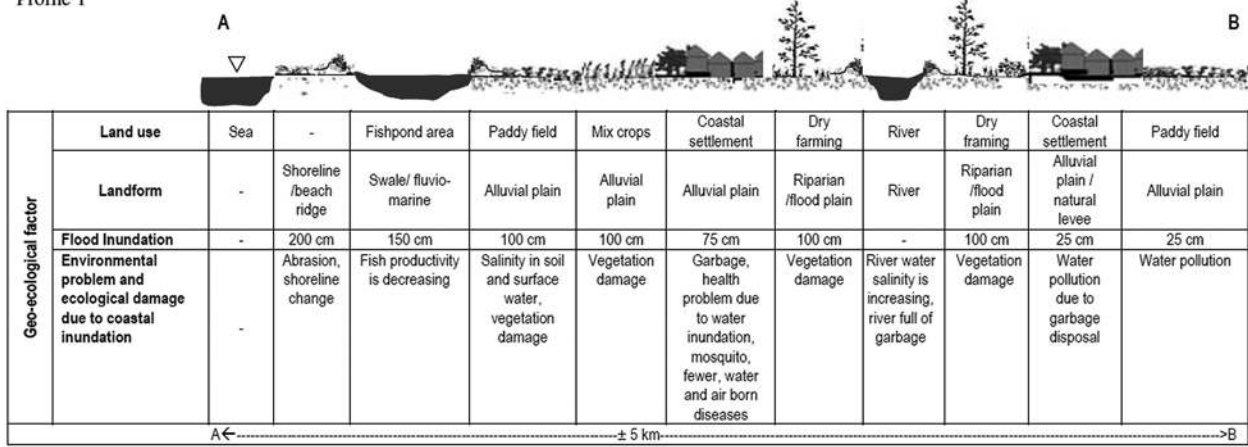 Profile 1
A
B
Geo-ecological factor
Land use
Sea
-
Fishpond area
Paddy field
Mix crops
Coastal
settlement
Dry
farming
River
Dry
framing
Coastal
settlement
Paddy field
Landform
-
Shoreline
/beach
ridge
Swale/ fluvio-
marine
Alluvial plain
Alluvial
plain
Alluvial plain
Riparian
/flood plain
River
Riparian
/flood
plain
Alluvial
plain /
natural
levee
Alluvial plain
Flood Inundation
-
200 cm
150 cm
100 cm
100 cm
75 cm
100 cm
-
100 cm
25 cm
25 cm
Environmental
problem and
ecological damage
due to coastal
inundation
-
Abrasion,
shoreline
change
Fish productivity
is decreasing
Salinity in soil
and surface
water,
vegetation
damage
Vegetation
damage
Garbage,
health
problem due
to water
inundation,
mosquito,
fewer, water
and air born
diseases
Vegetation
damage
River water
salinity is
increasing,
river full of
garbage
Vegetation
damage
Water
pollution
due to
garbage
disposal
Water pollution
A← ± 5 km >B